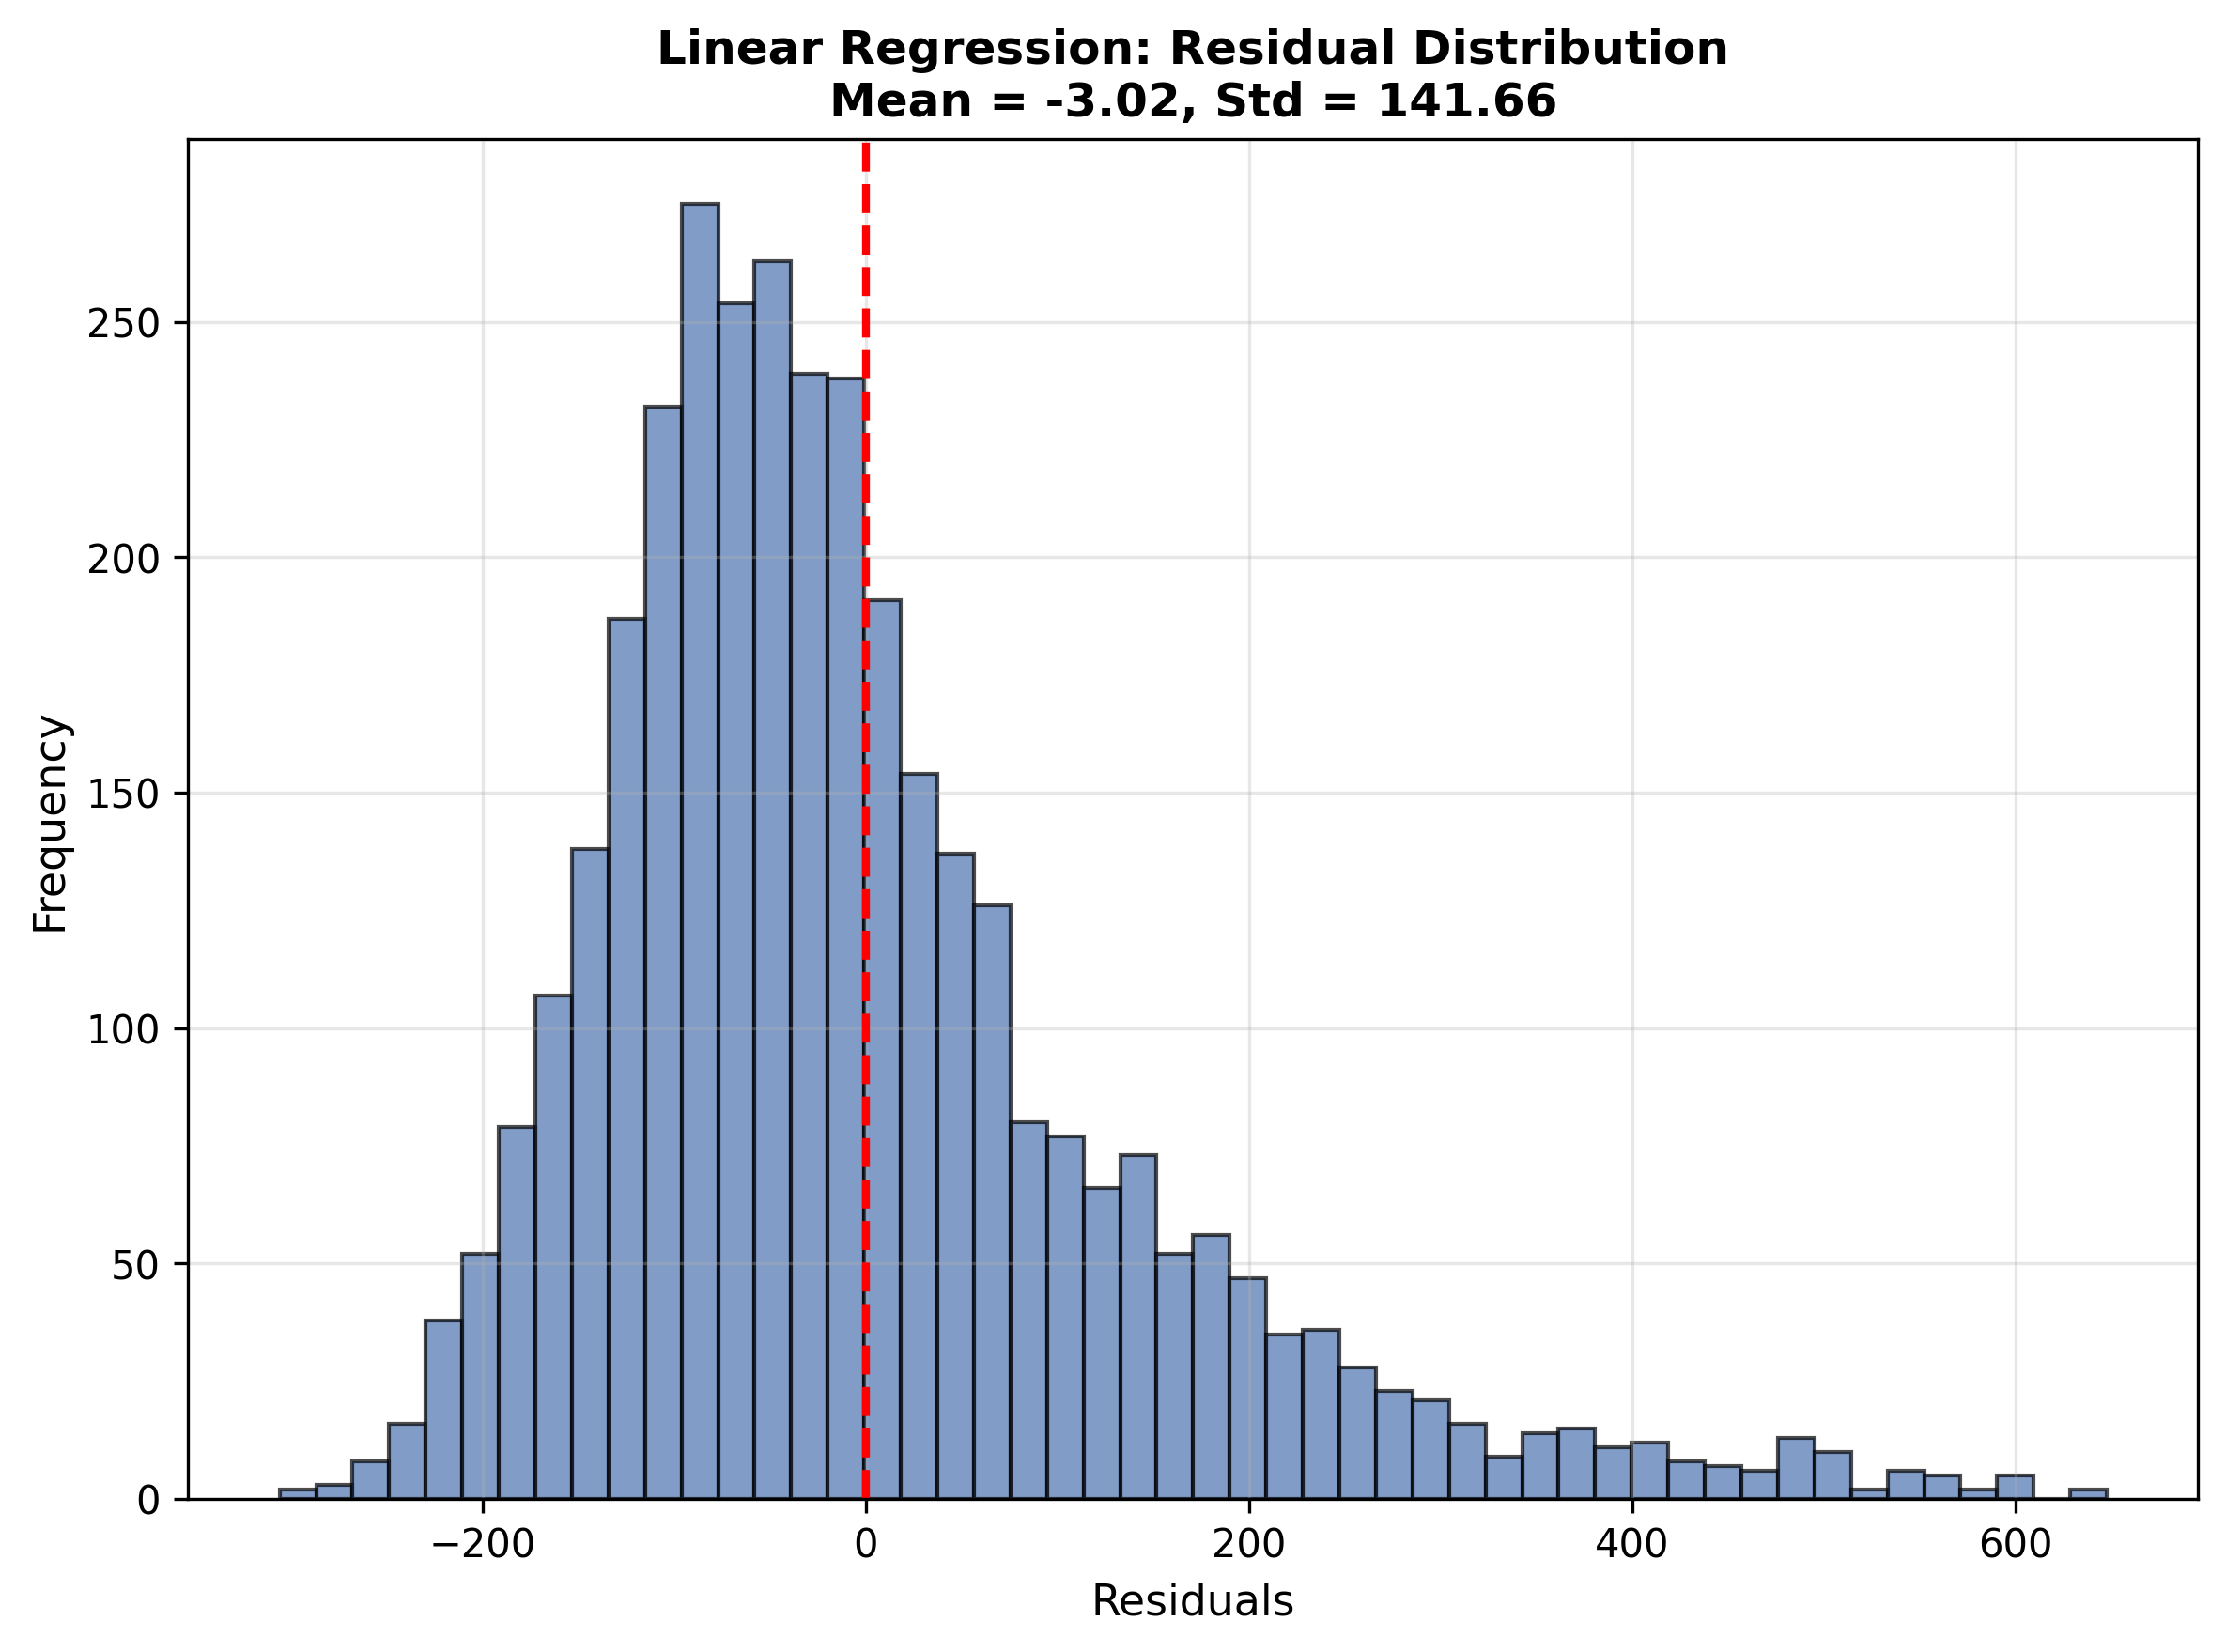 Linear Regression: Residual Distribution
Mean = -3.02, Std = 141.66
250
200
150
100
50
0
Frequency
−200
0
200
400
600
Residuals